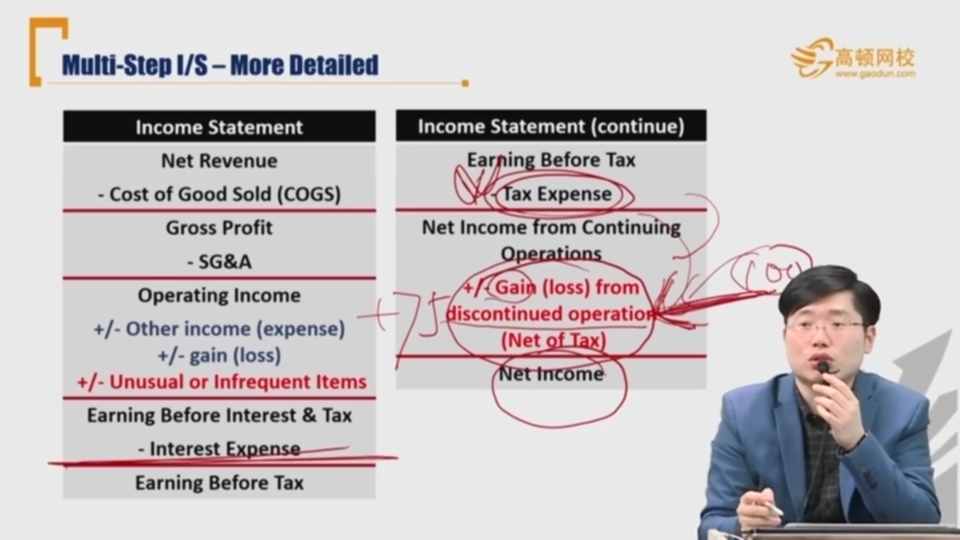 Multi-Step I/S – More Detailed
高顿网校
www.gaodun.com
Income Statement
Net Revenue
- Cost of Good Sold (COGS)
Gross Profit
- SG&A
Operating Income
+/- Other income (expense)
+/- gain (loss)
+/- Unusual or Infrequent Items
Earning Before Interest & Tax
- Interest Expense
Earning Before Tax
Income Statement (continue)
Earning Before Tax
- Tax Expense
Net Income from Continuing
Operations
+/- Gain (loss) from
discontinued operation
(Net of Tax)
Net Income
+75
100